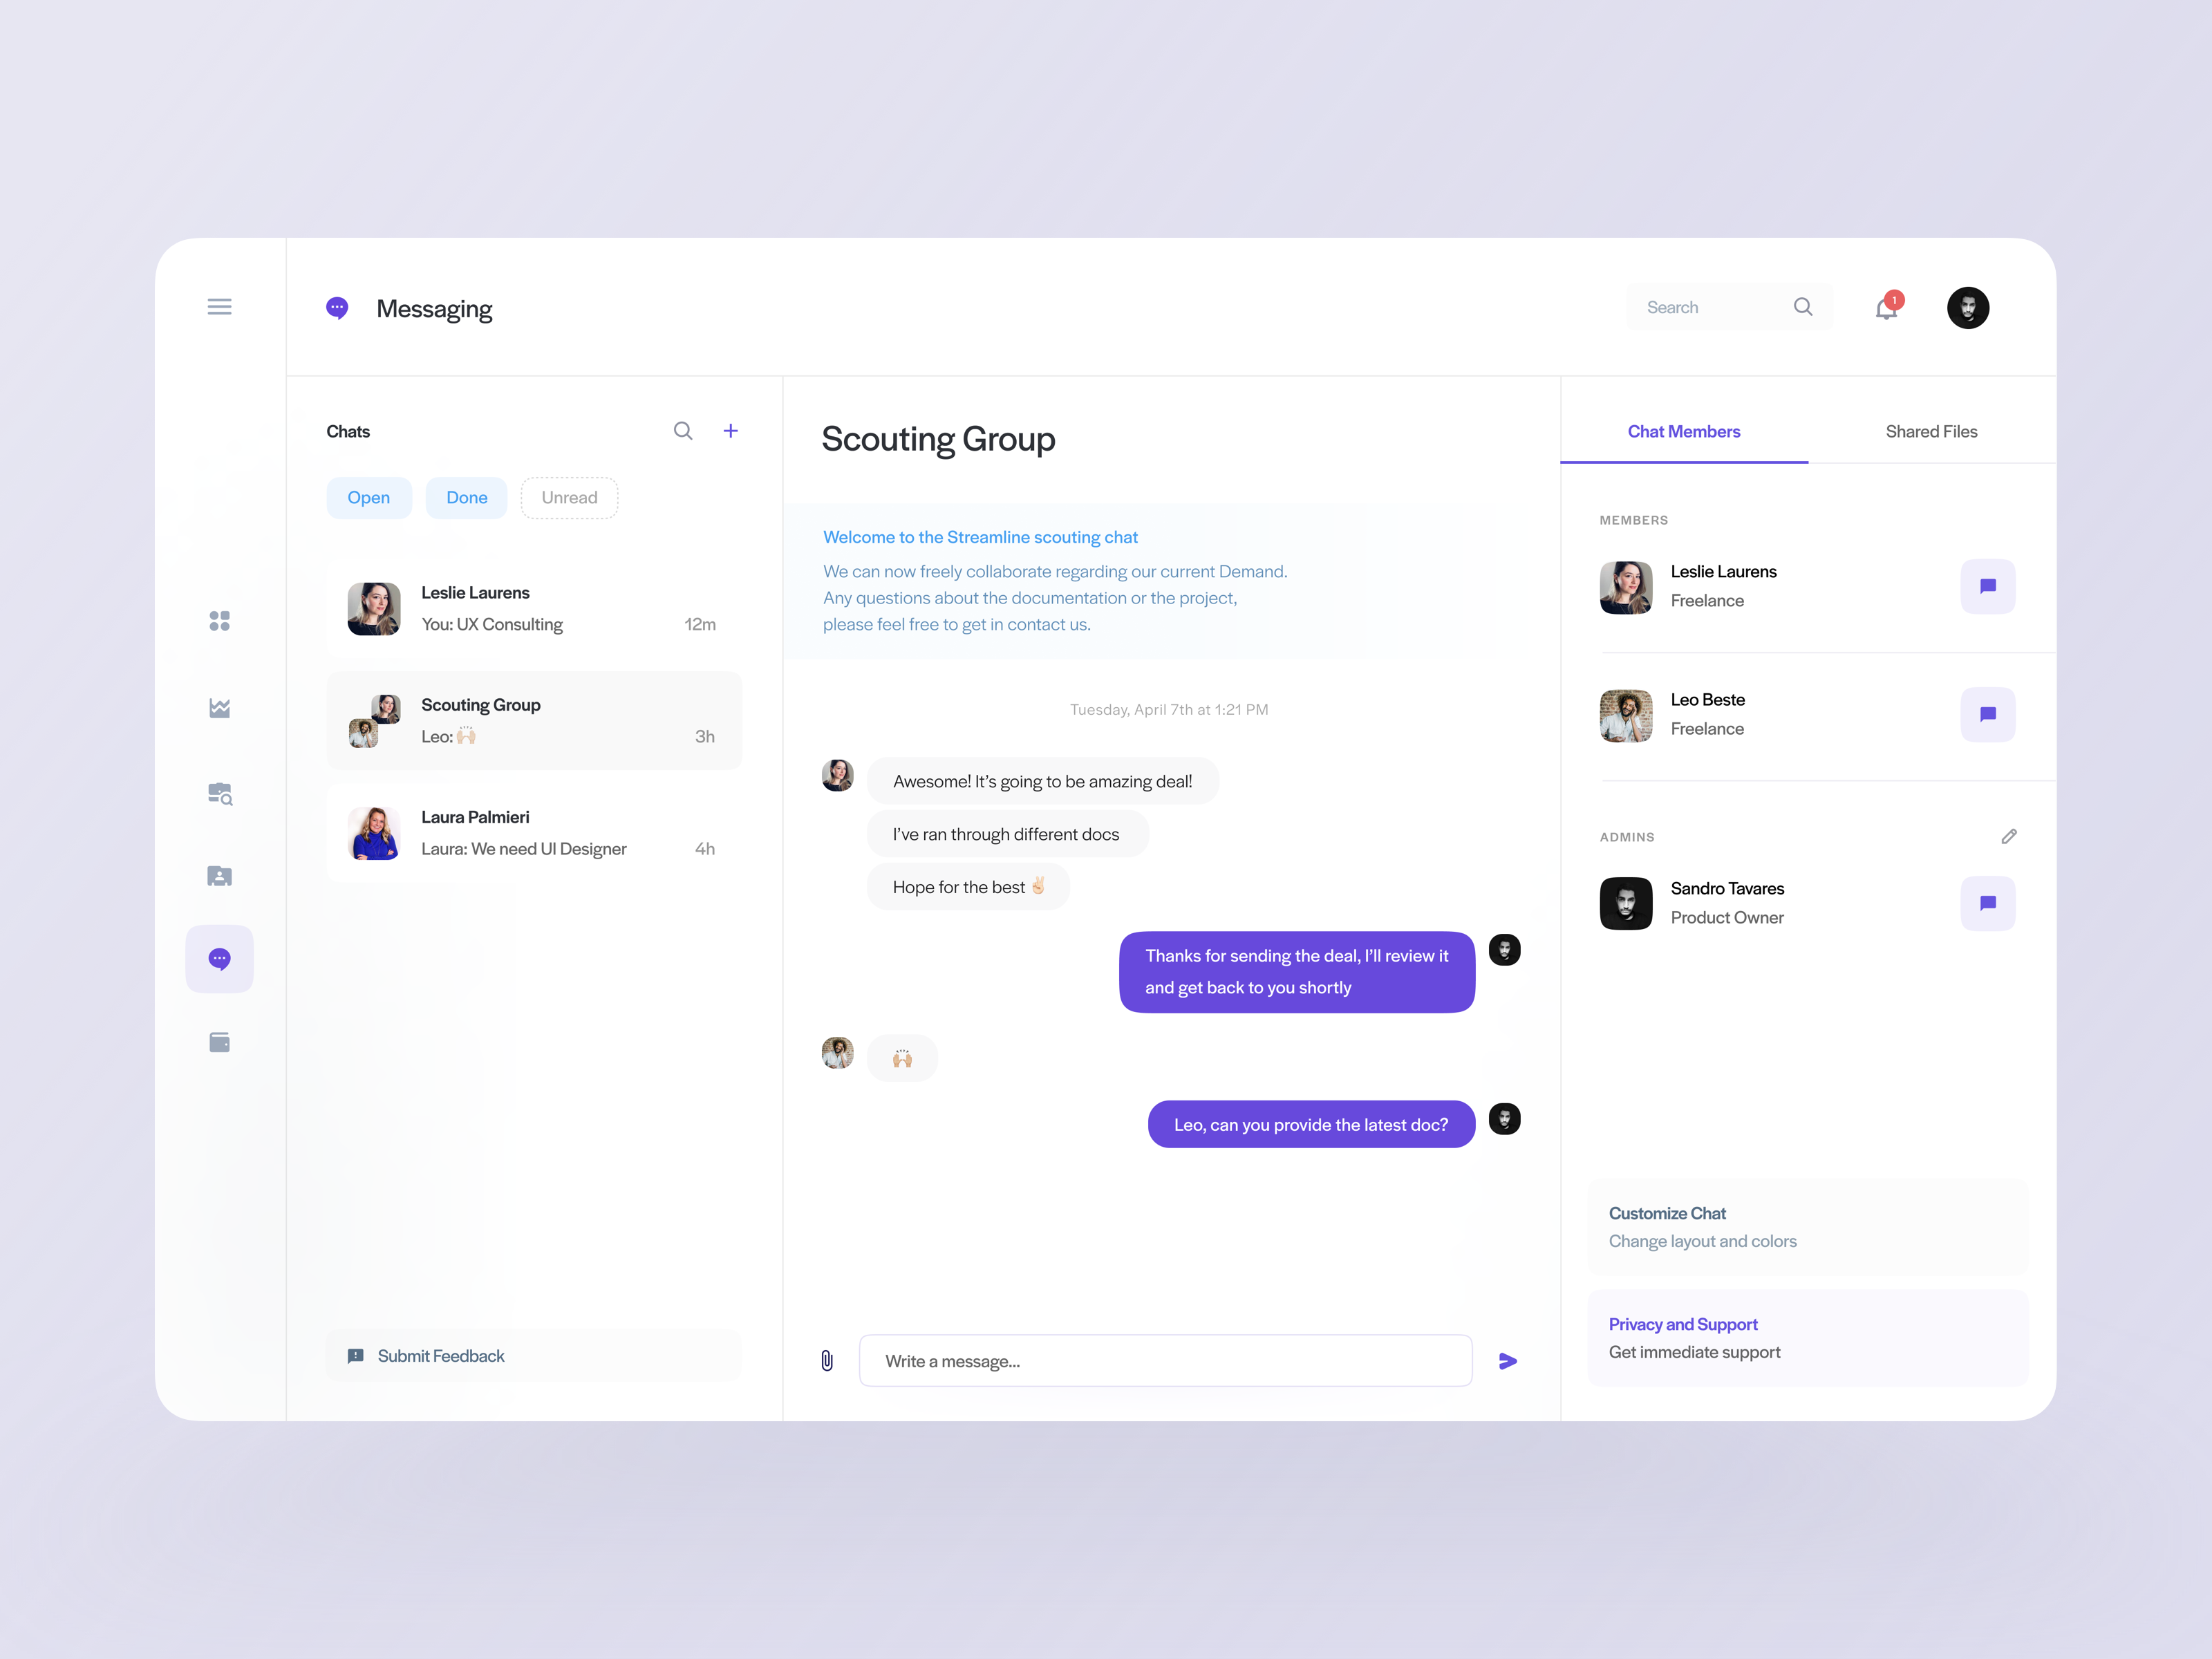 Messaging
Search
1
Chats
Open
Done
Unread
Leslie Laurens
You: UX Consulting
12m
Scouting Group
Leo: 🙌🏼
3h
Laura Palmieri
Laura: We need UI Designer
4h
Submit Feedback
Scouting Group
Welcome to the Streamline scouting chat
We can now freely collaborate regarding our current Demand.
Any questions about the documentation or the project,
please feel free to get in contact us.
Tuesday, April 7th at 1:21 PM
Awesome! It’s going to be amazing deal!
I’ve ran through different docs
Hope for the best ✌🏼
Thanks for sending the deal, I’ll review it
and get back to you shortly
🙌🏼
Leo, can you provide the latest doc?
Write a message...
Chat Members
Shared Files
MEMBERS
Leslie Laurens
Freelance
Leo Beste
Freelance
ADMINS
Sandro Tavares
Product Owner
Customize Chat
Change layout and colors
Privacy and Support
Get immediate support